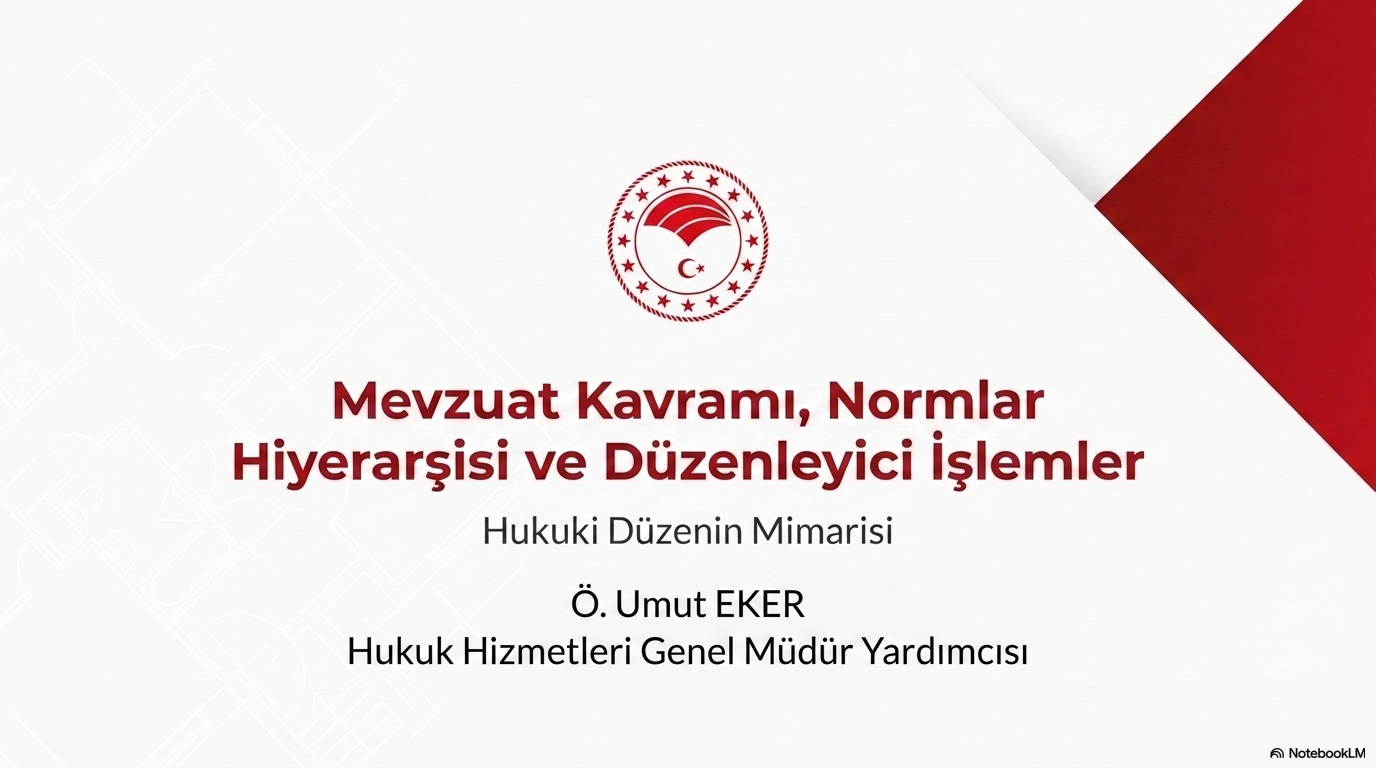 Mevzuat Kavramı, Normlar
Hiyerarşisi ve Düzenleyici İşlemler
Hukuki Düzenin Mimarisi
Ö. Umut EKER
Hukuk Hizmetleri Genel Müdür Yardımcısı
NotebookLM